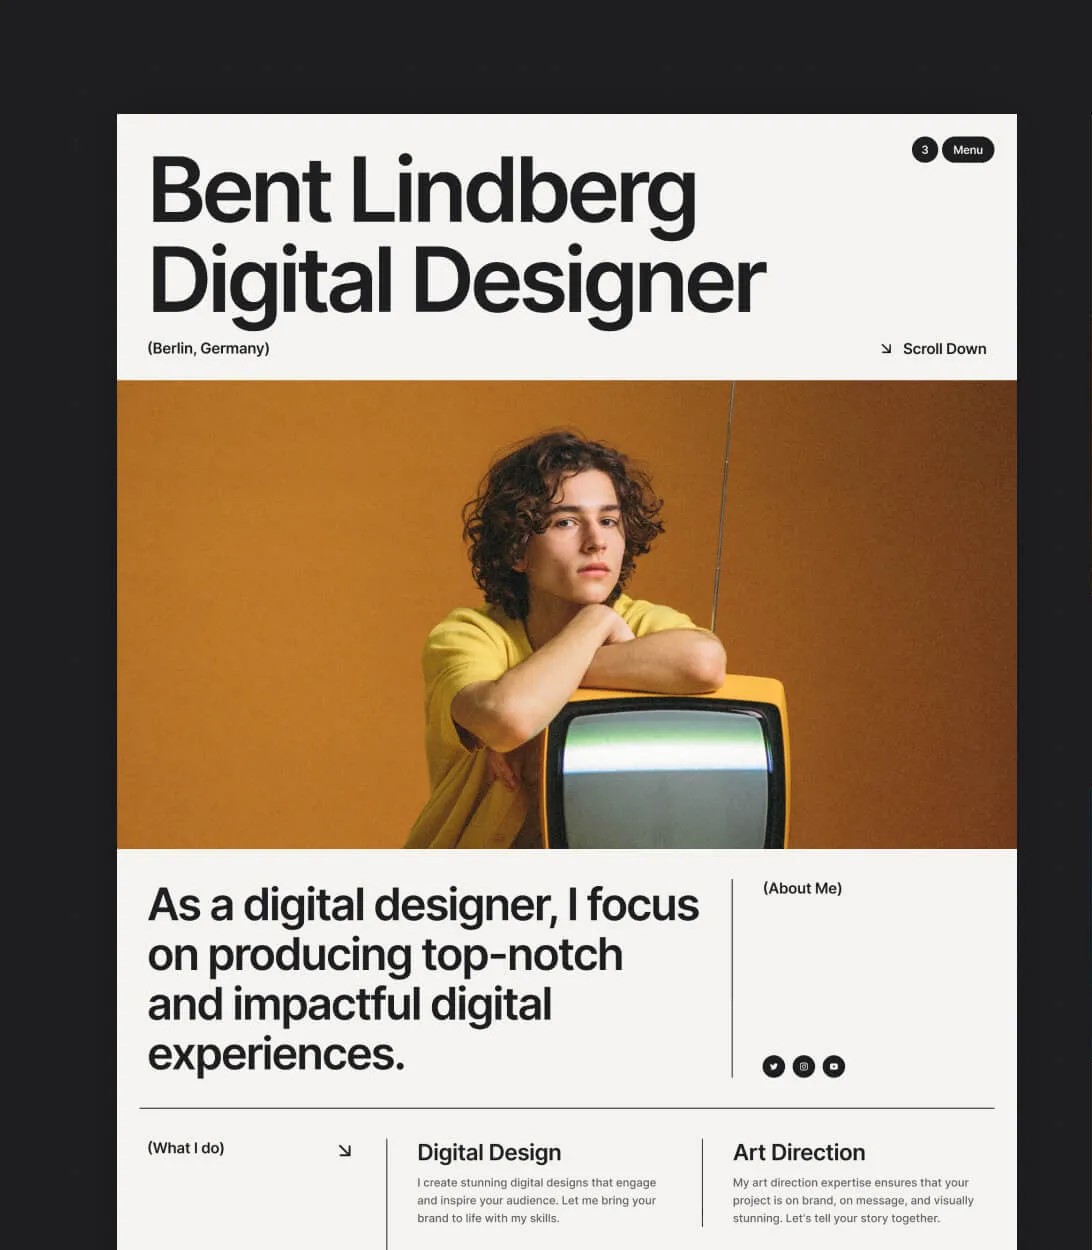 3 Menu
Bent Lindberg
Digital Designer
(Berlin, Germany)
Scroll Down
As a digital designer, I focus
on producing top-notch
and impactful digital
experiences.
(About Me)
(What I do)
Digital Design
I create stunning digital designs that engage
and inspire your audience. Let me bring your
brand to life with my skills.
Art Direction
My art direction expertise ensures that your
project is on brand, on message, and visually
stunning. Let's tell your story together.